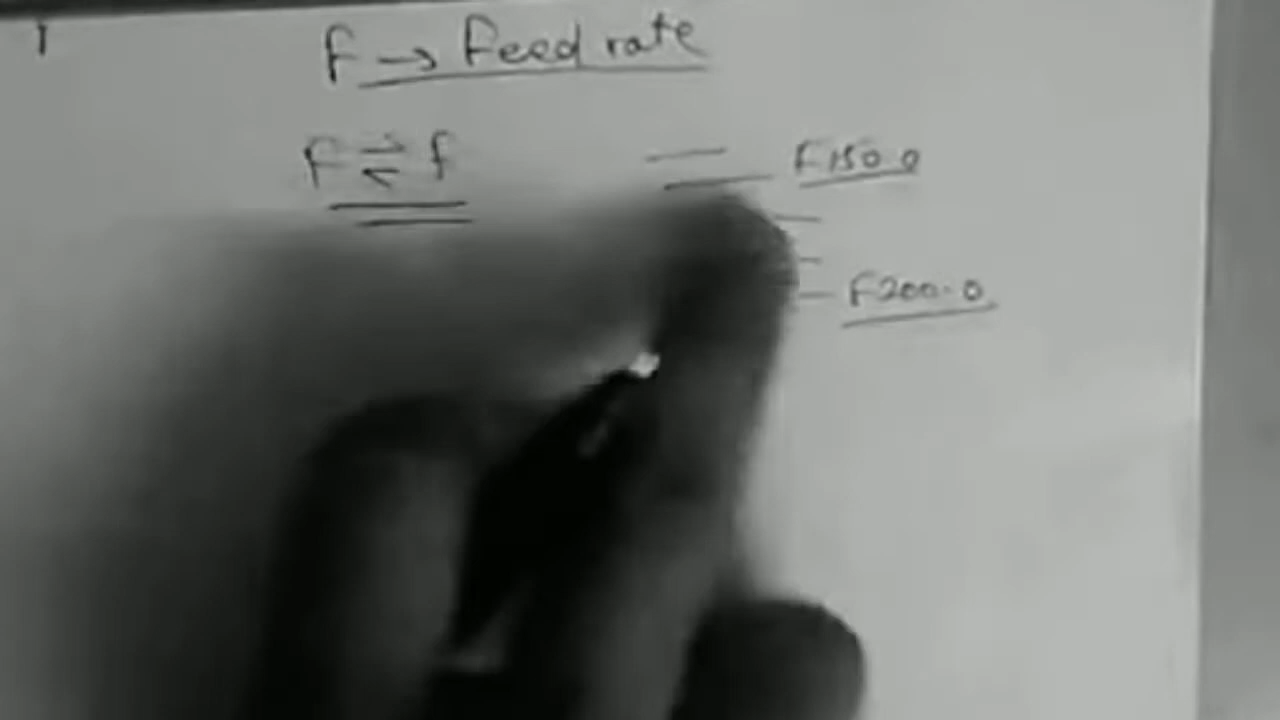 F → Feed rate
F ⇌ f
F150.0
F200.0